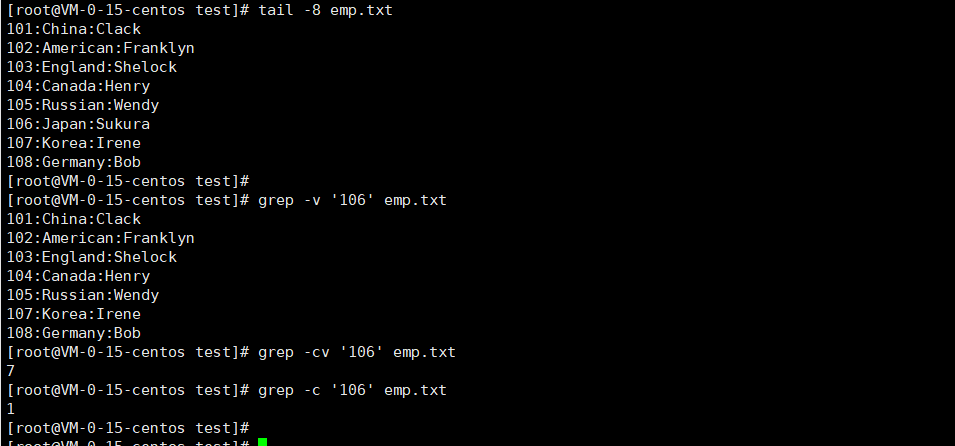 [root@VM-0-15-centos test]# tail -8 emp.txt
101:China:Clack
102:American:Franklyn
103:England:Shelock
104:Canada:Henry
105:Russian:Wendy
106:Japan:Sukura
107:Korea:Irene
108:Germany:Bob
[root@VM-0-15-centos test]#
[root@VM-0-15-centos test]# grep -v '106' emp.txt
101:China:Clack
102:American:Franklyn
103:England:Shelock
104:Canada:Henry
105:Russian:Wendy
107:Korea:Irene
108:Germany:Bob
[root@VM-0-15-centos test]# grep -cv '106' emp.txt
7
[root@VM-0-15-centos test]# grep -c '106' emp.txt
1
[root@VM-0-15-centos test]#
[root@VM-0-15-centos test]#